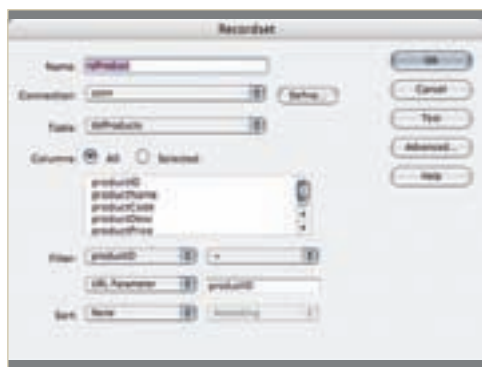 Recordset
Name: rsProduct
OK
Connection: Define...
Cancel
Table: tblProducts
Test
Columns: All Selected:
Advanced...
productID
productName
productCode
productDesc
productPrice
Help
Filter: productID =
URL Parameter productID
Sort: None Ascending